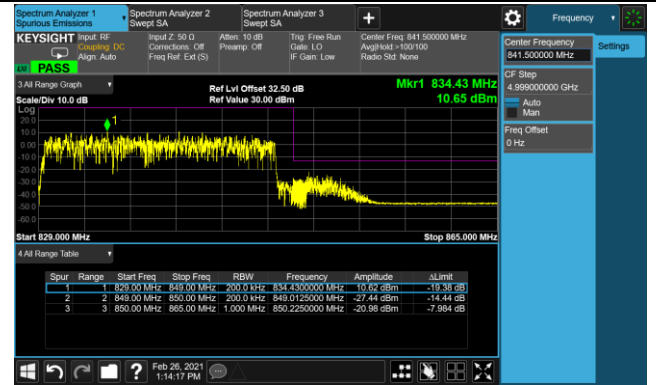 Spectrum Analyzer 1
Spurious Emissions
Spectrum Analyzer 2
Swept SA
Spectrum Analyzer 3
Swept SA
+
Frequency
KEYSIGHT
Input: RF
Coupling: DC
Align: Auto
Input Z: 50 Ω
Corrections: Off
Freq Ref: Ext (S)
Atten: 10 dB
Preamp: Off
Trig: Free Run
Gate: LO
IF Gain: Low
Center Freq: 841.500000 MHz
Avg|Hold:>100/100
Radio Std: None
LXI
PASS
Center Frequency
841.500000 MHz
Settings
CF Step
4.999000000 GHz
Auto
Man
Freq Offset
0 Hz
3 All Range Graph
Ref Lvl Offset 32.50 dB
Mkr1 834.43 MHz
Scale/Div 10.0 dB
Ref Value 30.00 dBm
10.65 dBm
Log
20.0
10.0
0.00
-10.0
-20.0
-30.0
-40.0
-50.0
-60.0
1
Start 829.000 MHz
Stop 865.000 MHz
4 All Range Table
Spur Range Start Freq Stop Freq RBW Frequency Amplitude ΔLimit
1 1 829.00 MHz 849.00 MHz 200.0 kHz 834.4300000 MHz 10.62 dBm -19.38 dB
2 2 849.00 MHz 850.00 MHz 200.0 kHz 849.0125000 MHz -27.44 dBm -14.44 dB
3 3 850.00 MHz 865.00 MHz 1.000 MHz 850.2250000 MHz -20.98 dBm -7.984 dB
?
Feb 26, 2021
1:14:17 PM